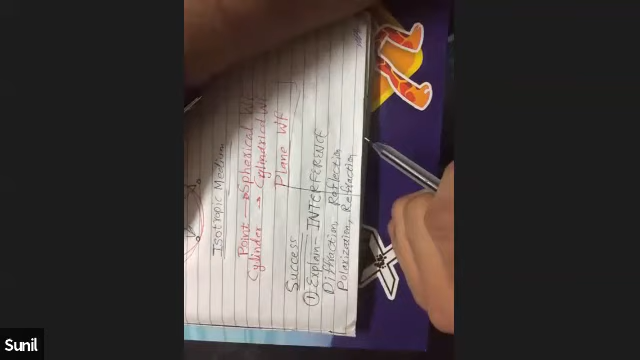 Isotropic Medium
Point → Spherical WF
Cylinder → Cylindrical WF
Plane WF
Success
① Explain - INTERFERENCE
Diffraction, Reflection
Polarization, Refraction
Sunil